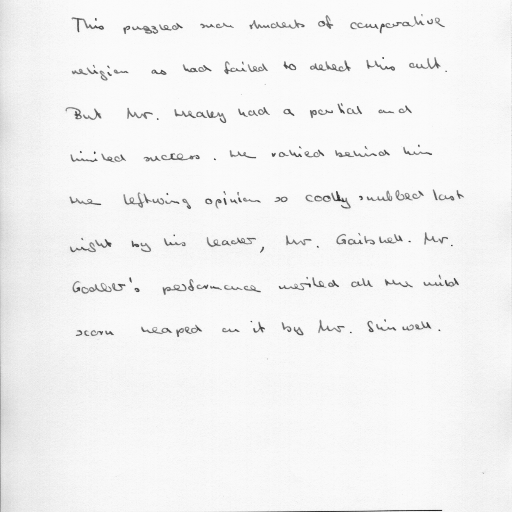 This puzzled such students of comparative
religion as had failed to detect this cult.
But Mr. Healey had a partial and
limited success. He rallied behind him
the leftwing opinion so coolly snubbed last
night by his leader, Mr. Gaitskell. Mr.
Godber's performance merited all the mild
scorn heaped on it by Mr. Shinwell.